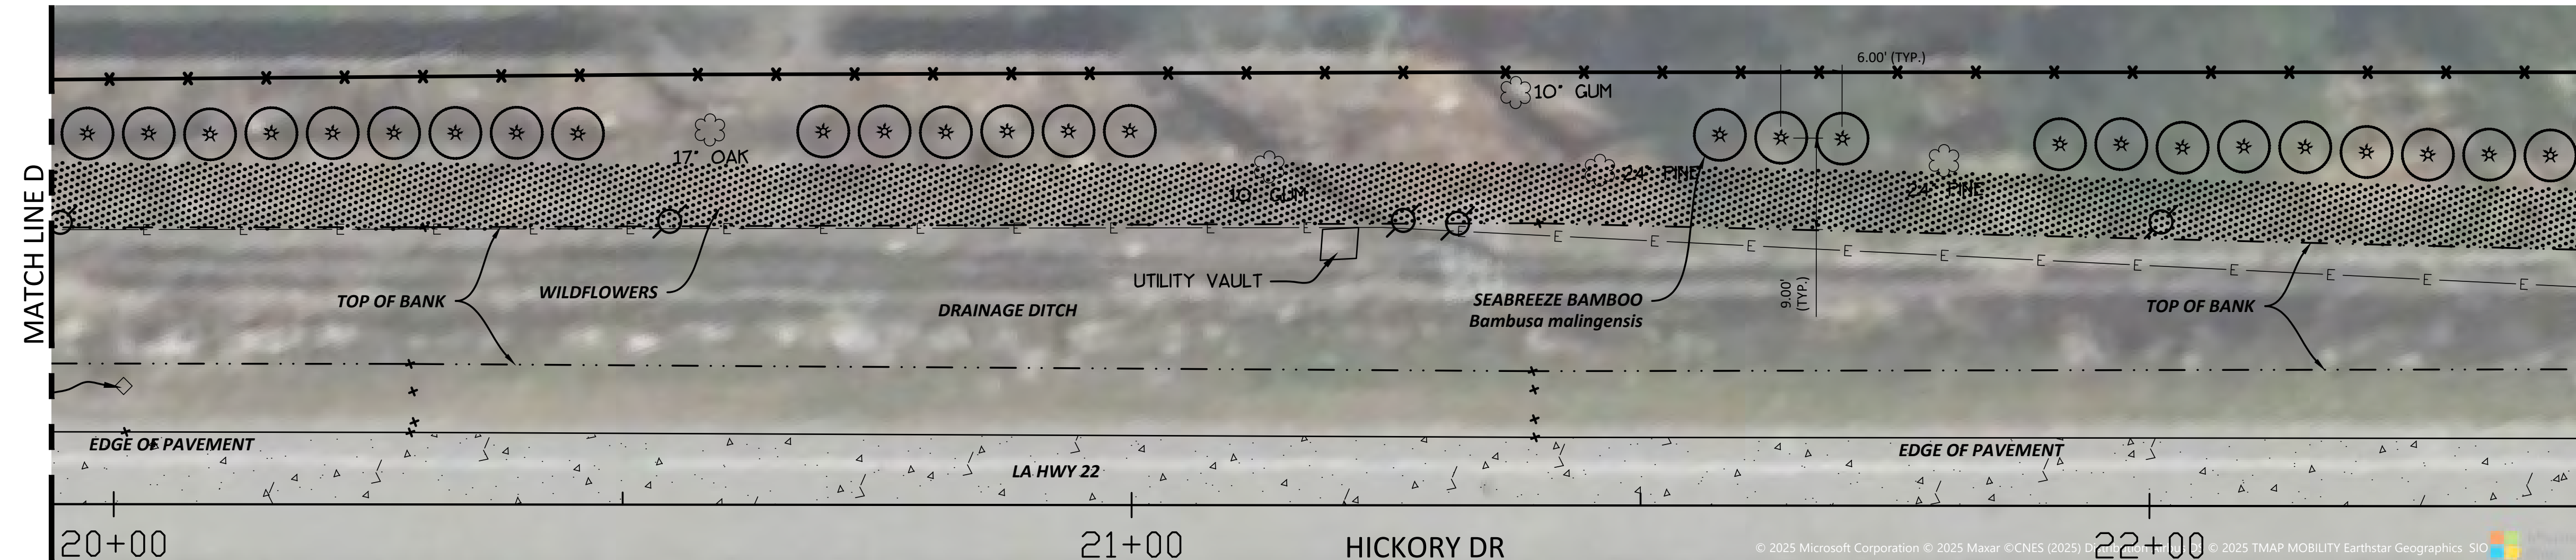 6.00' (TYP.)
10" GUM
17" OAK
24" PINE
10" GUM
24" PINE
MATCH LINE D
E E E E E E E E E E E E E E E E E E E E E E E E E
UTILITY VAULT
WILDFLOWERS
TOP OF BANK
DRAINAGE DITCH
SEABREEZE BAMBOO
Bambusa malingensis
9.00'
(TYP.)
TOP OF BANK
EDGE OF PAVEMENT
EDGE OF PAVEMENT
LA HWY 22
20+00
21+00
HICKORY DR
22+00
© 2025 Microsoft Corporation © 2025 Maxar ©CNES (2025) Distribution Airbus DS © 2025 TMAP MOBILITY Earthstar Geographics SIO